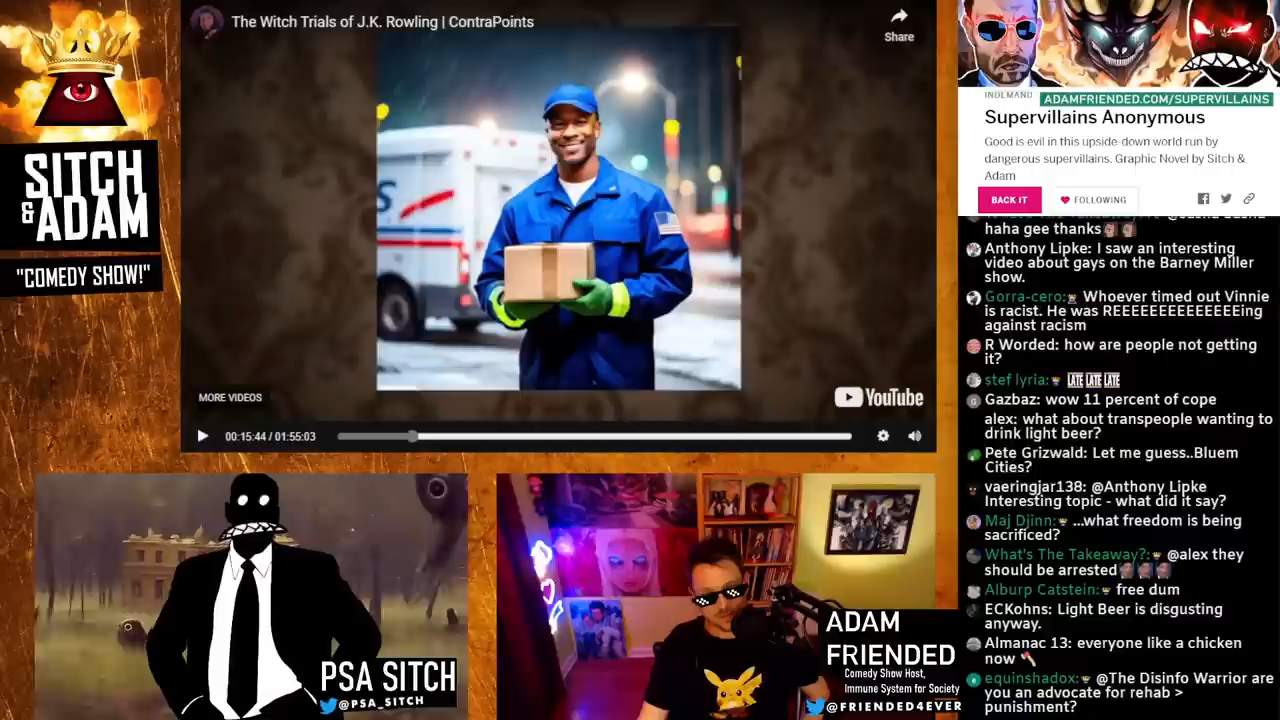 The Witch Trials of J.K. Rowling | ContraPoints
Share
MORE VIDEOS
YouTube
00:15:44 / 01:55:03
SITCH
& ADAM
"COMEDY SHOW!"
INDEMAND
ADAMFRIENDED.COM/SUPERVILLAINS
Supervillains Anonymous
Good is evil in this upside-down world run by
dangerous supervillains. Graphic Novel by Sitch &
Adam
BACK IT
FOLLOWING
haha gee thanks
Anthony Lipke: I saw an interesting
video about gays on the Barney Miller
show.
Gorra-cero: Whoever timed out Vinnie
is racist. He was REEEEEEEEEEEEEing
against racism
R Worded: how are people not getting
it?
stef lyria: LATE LATE LATE
Gazbaz: wow 11 percent of cope
alex: what about transpeople wanting to
drink light beer?
Pete Grizwald: Let me guess..Bluem
Cities?
vaeringjar138: @Anthony Lipke
Interesting topic - what did it say?
Maj Djinn: ...what freedom is being
sacrificed?
What's The Takeaway?: @alex they
should be arrested
Alburp Catstein: free dum
ECKohns: Light Beer is disgusting
anyway.
Almanac 13: everyone like a chicken
now
equinshadox: @The Disinfo Warrior are
you an advocate for rehab >
punishment?
PSA SITCH
@PSA_SITCH
ADAM
FRIENDED
Comedy Show Host,
Immune System for Society
@FRIENDED4EVER